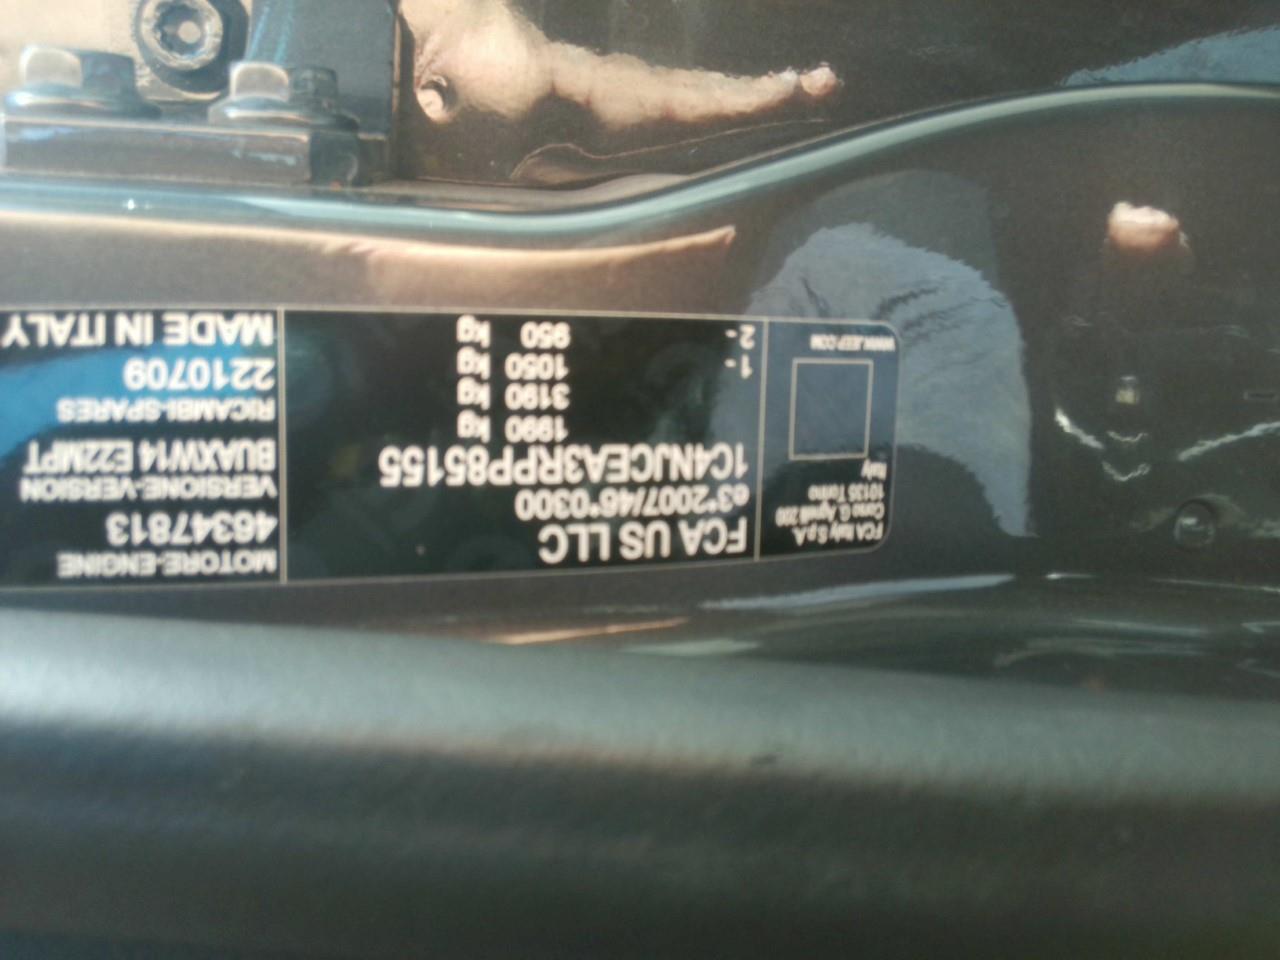 FCA Italy S.p.A.
Corso G. Agnelli 200
10135 Torino
Italy
WWW.JEEP.COM
FCA US LLC
e3*2007/46*0300
1C4NJCEA3RPP85155
1990 kg
3190 kg
1- 1050 kg
2- 950 kg
MOTORE-ENGINE
46347813
VERSIONE-VERSION
BUAXW14 E22MPT
RICAMBI-SPARES
2210709
MADE IN ITALY